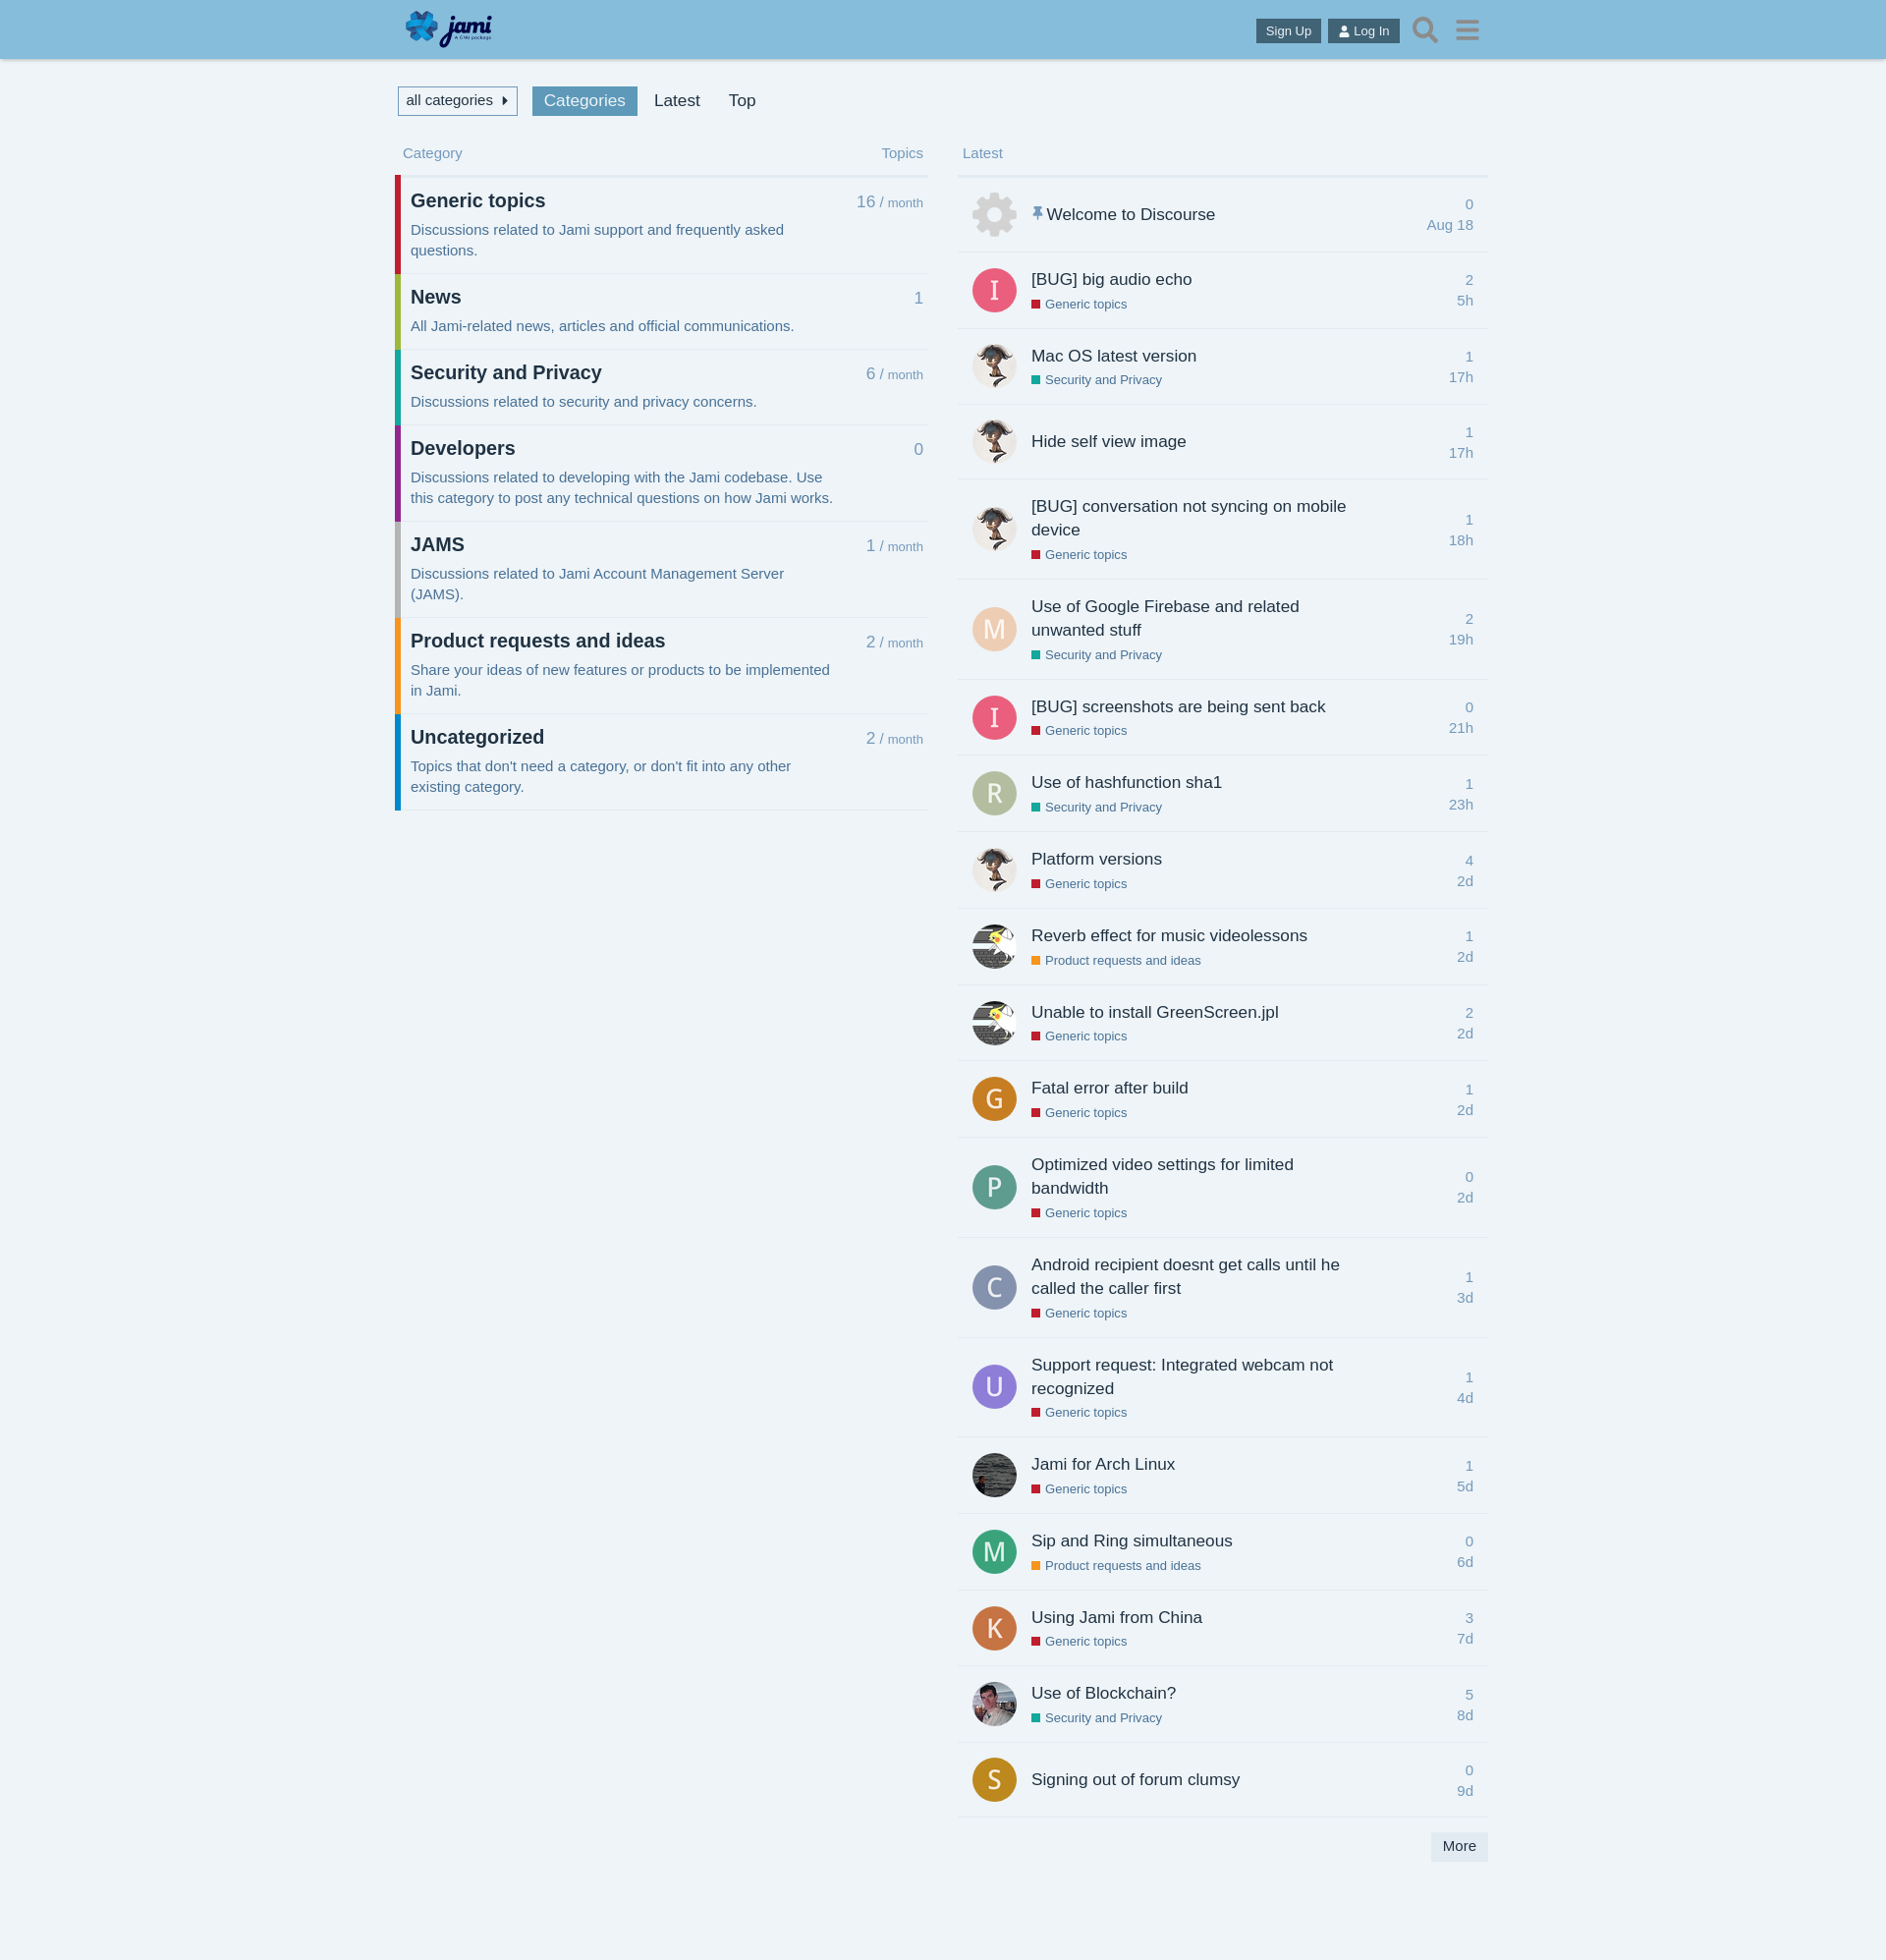 jami
A GNU package
Sign Up
Log In
all categories
Categories
Latest
Top
Category
Topics
Generic topics
16 / month
Discussions related to Jami support and frequently asked
questions.
News
1
All Jami-related news, articles and official communications.
Security and Privacy
6 / month
Discussions related to security and privacy concerns.
Developers
0
Discussions related to developing with the Jami codebase. Use
this category to post any technical questions on how Jami works.
JAMS
1 / month
Discussions related to Jami Account Management Server
(JAMS).
Product requests and ideas
2 / month
Share your ideas of new features or products to be implemented
in Jami.
Uncategorized
2 / month
Topics that don't need a category, or don't fit into any other
existing category.
Latest
Welcome to Discourse
0
Aug 18
I
[BUG] big audio echo
Generic topics
2
5h
Mac OS latest version
Security and Privacy
1
17h
Hide self view image
1
17h
[BUG] conversation not syncing on mobile
device
Generic topics
1
18h
M
Use of Google Firebase and related
unwanted stuff
Security and Privacy
2
19h
I
[BUG] screenshots are being sent back
Generic topics
0
21h
R
Use of hashfunction sha1
Security and Privacy
1
23h
Platform versions
Generic topics
4
2d
Reverb effect for music videolessons
Product requests and ideas
1
2d
Unable to install GreenScreen.jpl
Generic topics
2
2d
G
Fatal error after build
Generic topics
1
2d
P
Optimized video settings for limited
bandwidth
Generic topics
0
2d
C
Android recipient doesnt get calls until he
called the caller first
Generic topics
1
3d
U
Support request: Integrated webcam not
recognized
Generic topics
1
4d
Jami for Arch Linux
Generic topics
1
5d
M
Sip and Ring simultaneous
Product requests and ideas
0
6d
K
Using Jami from China
Generic topics
3
7d
Use of Blockchain?
Security and Privacy
5
8d
S
Signing out of forum clumsy
0
9d
More